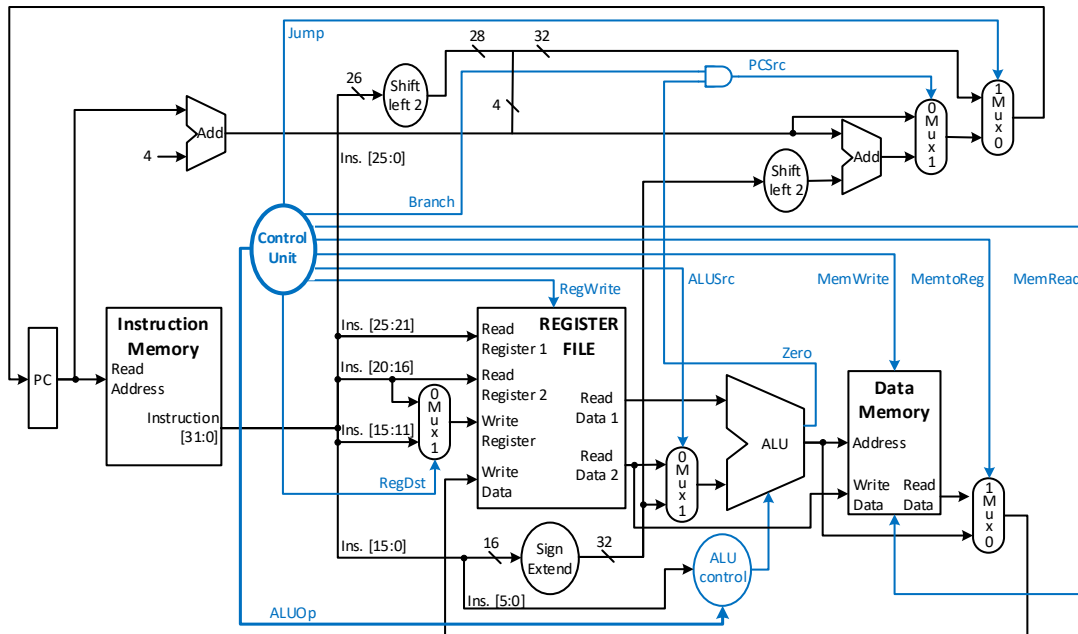 Jump
28
32
26
Shift
left 2
PCSrc
1
M
u
x
0
4
Add
4
0
M
u
x
1
Add
Ins. [25:0]
Shift
left 2
Branch
Control
Unit
RegWrite
ALUSrc
MemWrite
MemtoReg
MemRead
Instruction
Memory
Read
Address
Instruction
[31:0]
PC
Ins. [25:21]
Ins. [20:16]
Ins. [15:11]
0
M
u
x
1
RegDst
REGISTER
FILE
Read
Register 1
Read
Register 2
Write
Register
Write
Data
Read
Data 1
Read
Data 2
0
M
u
x
1
Zero
ALU
Data
Memory
Address
Write
Data
Read
Data
1
M
u
x
0
Ins. [15:0]
16
Sign
Extend
32
ALU
control
Ins. [5:0]
ALUOp